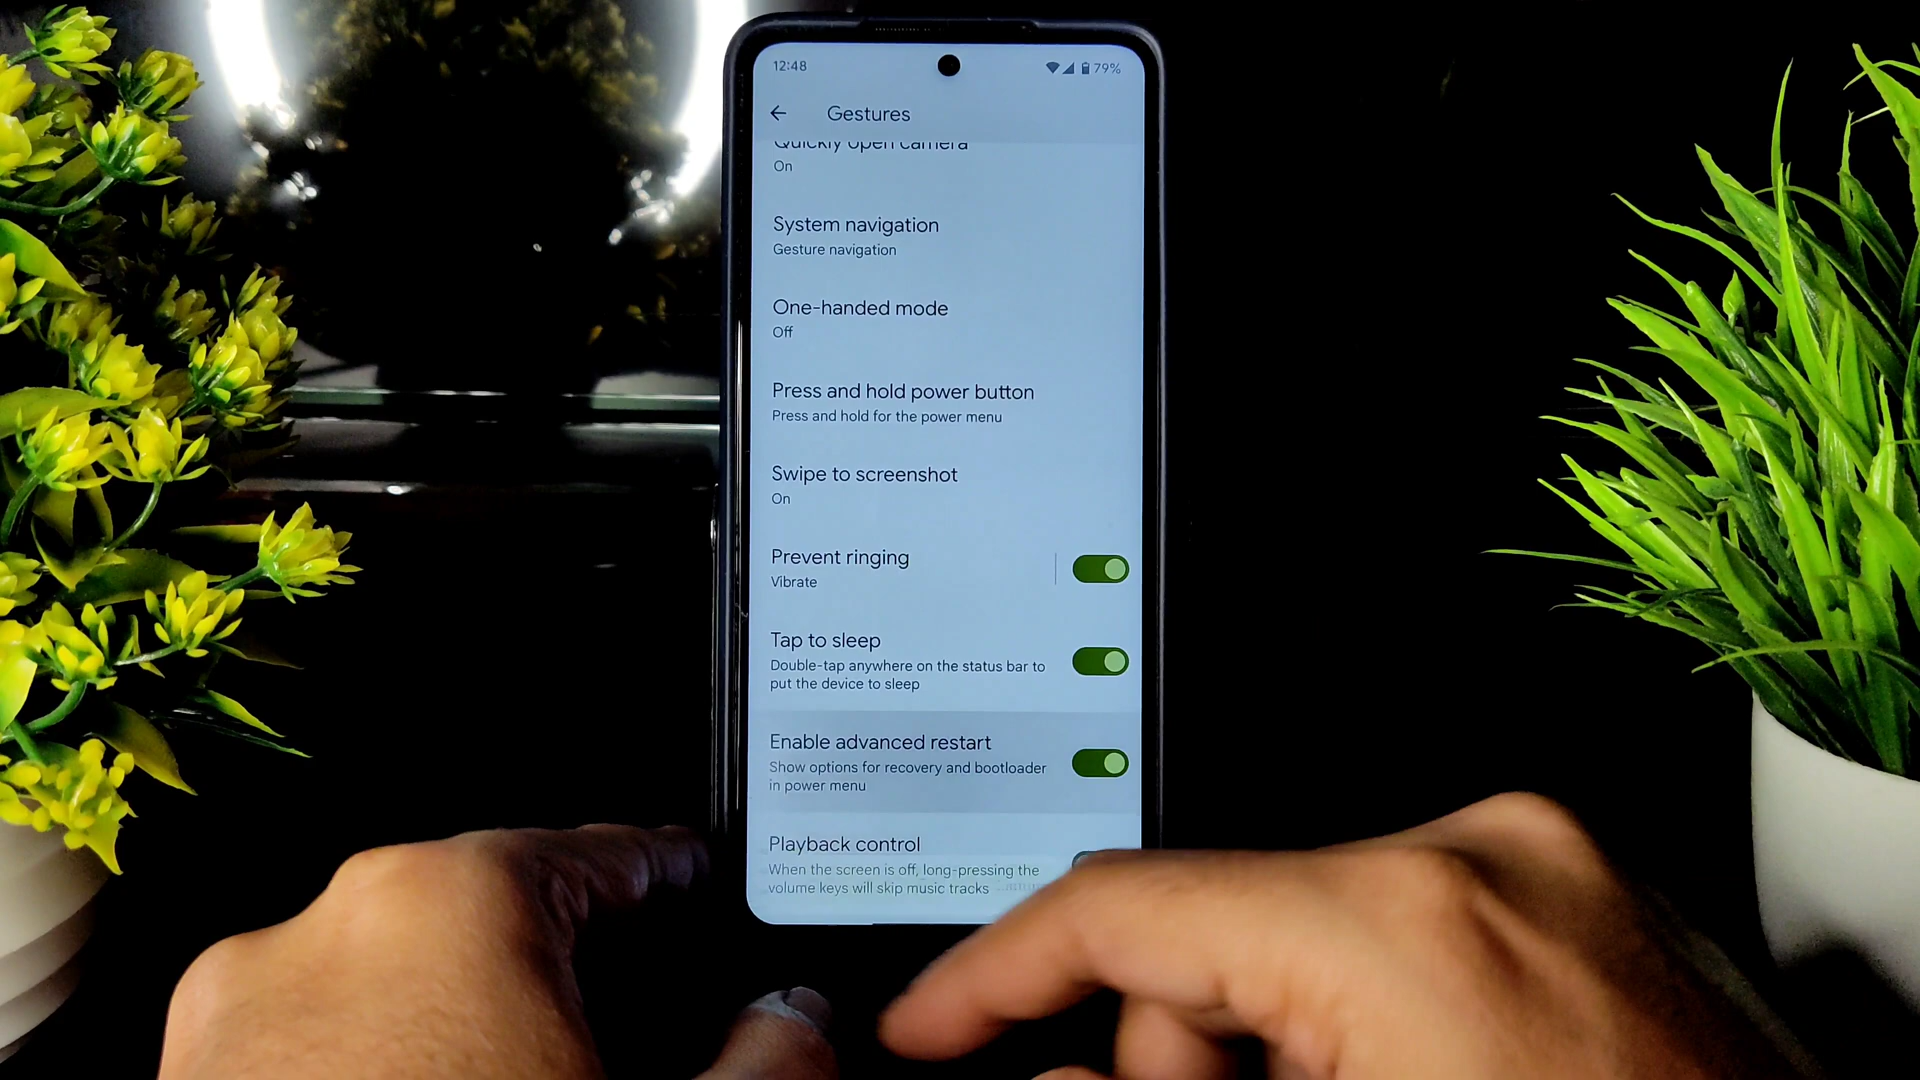 12:48
79%
Gestures
Quickly open camera
On
System navigation
Gesture navigation
One-handed mode
Off
Press and hold power button
Press and hold for the power menu
Swipe to screenshot
On
Prevent ringing
Vibrate
Tap to sleep
Double-tap anywhere on the status bar to
put the device to sleep
Enable advanced restart
Show options for recovery and bootloader
in power menu
Playback control
When the screen is off, long-pressing the
volume keys will skip music tracks